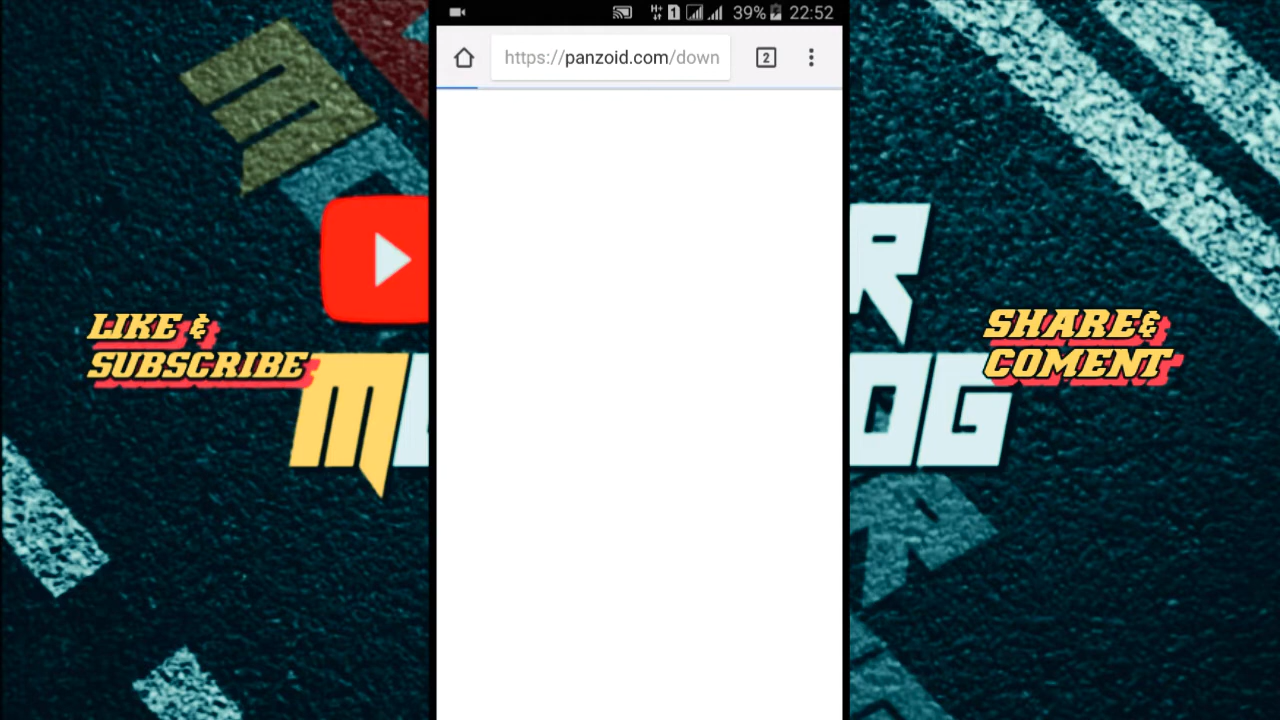 39% 22:52
https://panzoid.com/down
2
LIKE &
SUBSCRIBE
SHARE&
COMENT